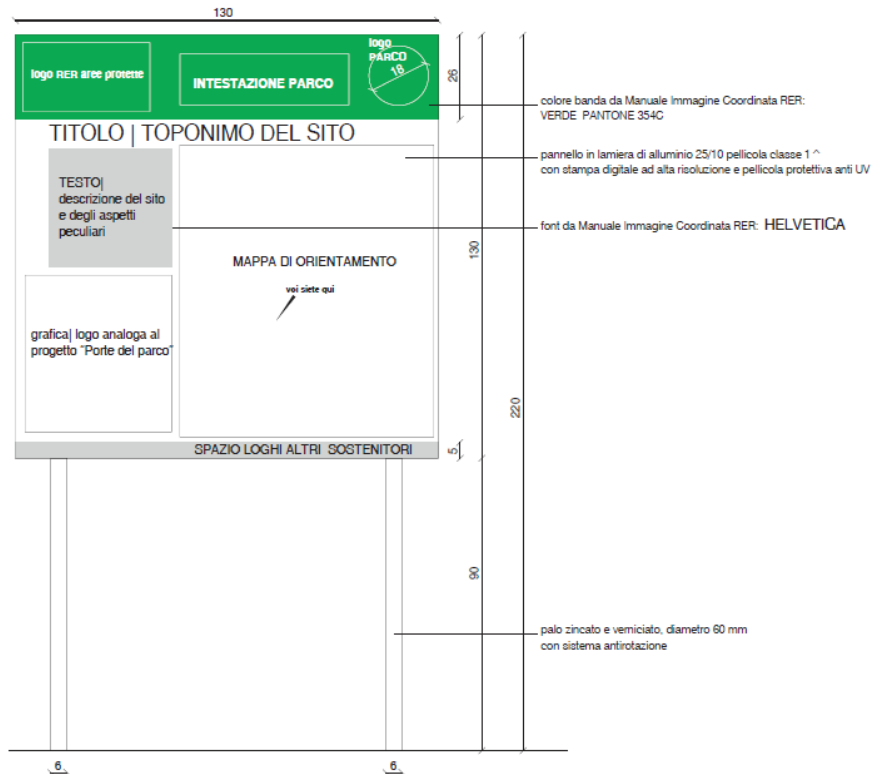 130
logo RER aree protette
INTESTAZIONE PARCO
logo
PARCO
18
26
colore banda da Manuale Immagine Coordinata RER:
VERDE PANTONE 354C
TITOLO | TOPONIMO DEL SITO
pannello in lamiera di alluminio 25/10 pellicola classe 1 ^
con stampa digitale ad alta risoluzione e pellicola protettiva anti UV
TESTO|
descrizione del sito
e degli aspetti
peculiari
font da Manuale Immagine Coordinata RER: HELVETICA
130
MAPPA DI ORIENTAMENTO
voi siete qui
grafica| logo analoga al
progetto "Porte del parco"
220
SPAZIO LOGHI ALTRI SOSTENITORI
5
90
palo zincato e verniciato, diametro 60 mm
con sistema antirotazione
6
6